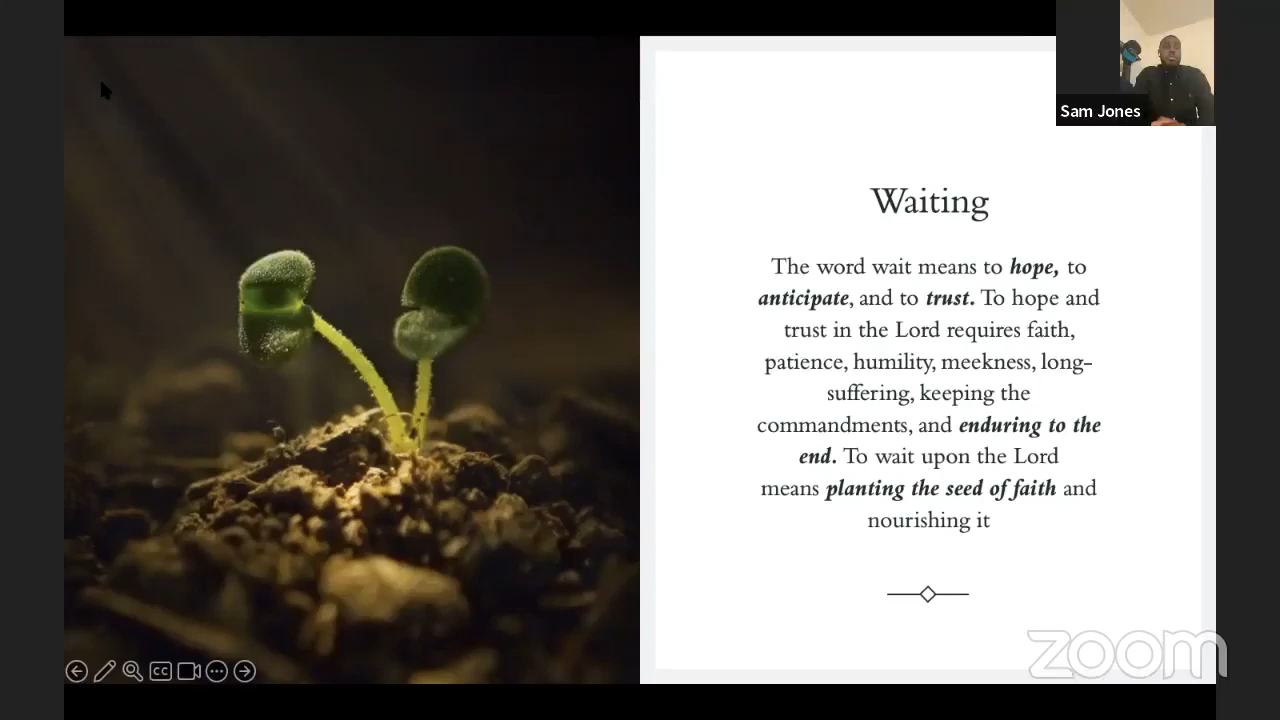 Sam Jones
Waiting
The word wait means to hope, to
anticipate, and to trust. To hope and
trust in the Lord requires faith,
patience, humility, meekness, long-
suffering, keeping the
commandments, and enduring to the
end. To wait upon the Lord
means planting the seed of faith and
nourishing it
CC
zoom